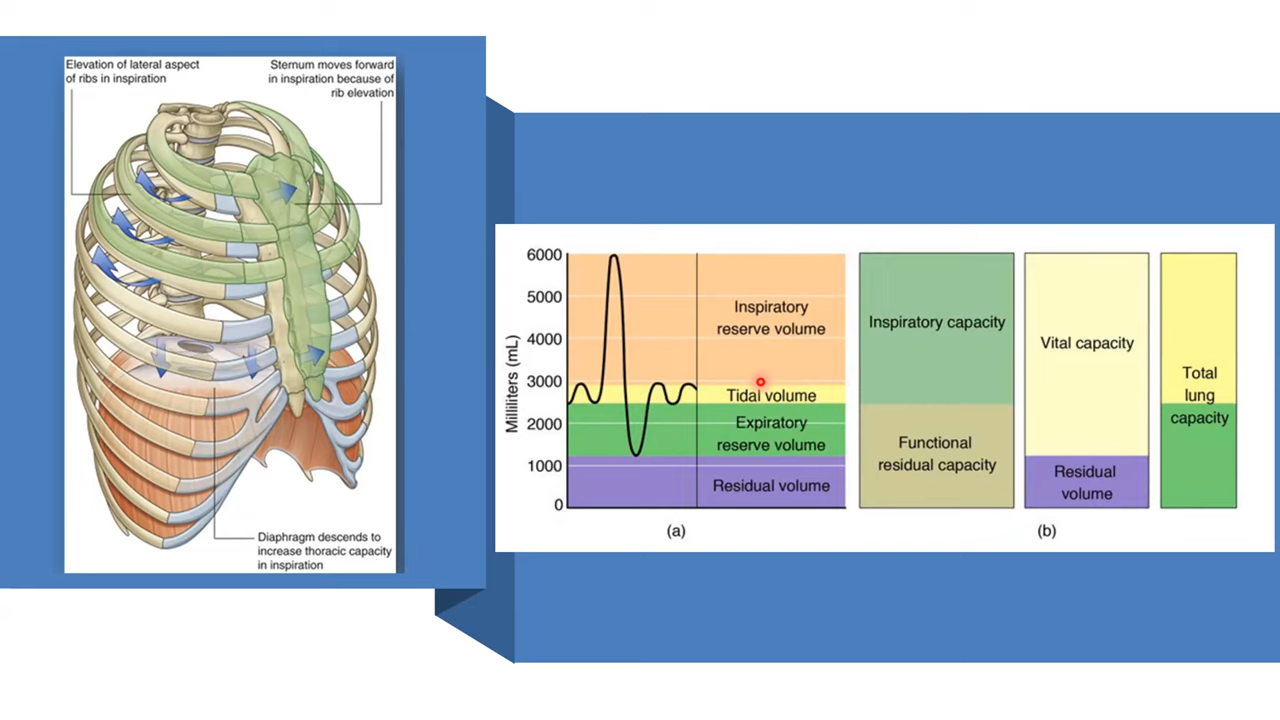 Elevation of lateral aspect
of ribs in inspiration
Sternum moves forward
in inspiration because of
rib elevation
Diaphragm descends to
increase thoracic capacity
in inspiration
Milliliters (mL)
6000
5000
4000
3000
2000
1000
0
Inspiratory
reserve volume
Tidal volume
Expiratory
reserve volume
Residual volume
(a)
Inspiratory capacity
Functional
residual capacity
Vital capacity
Residual
volume
Total
lung
capacity
(b)